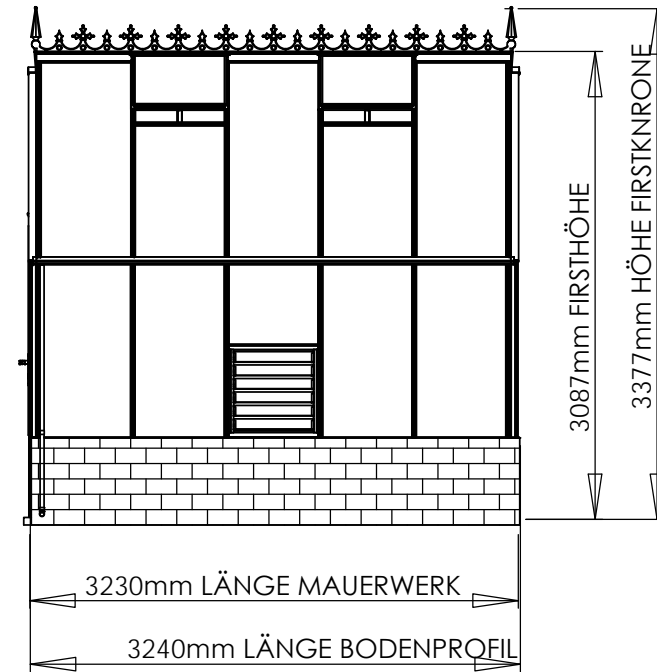 3087mm FIRSTHÖHE
3377mm HÖHE FIRSTKNRONE
3230mm LÄNGE MAUERWERK
3240mm LÄNGE BODENPROFIL